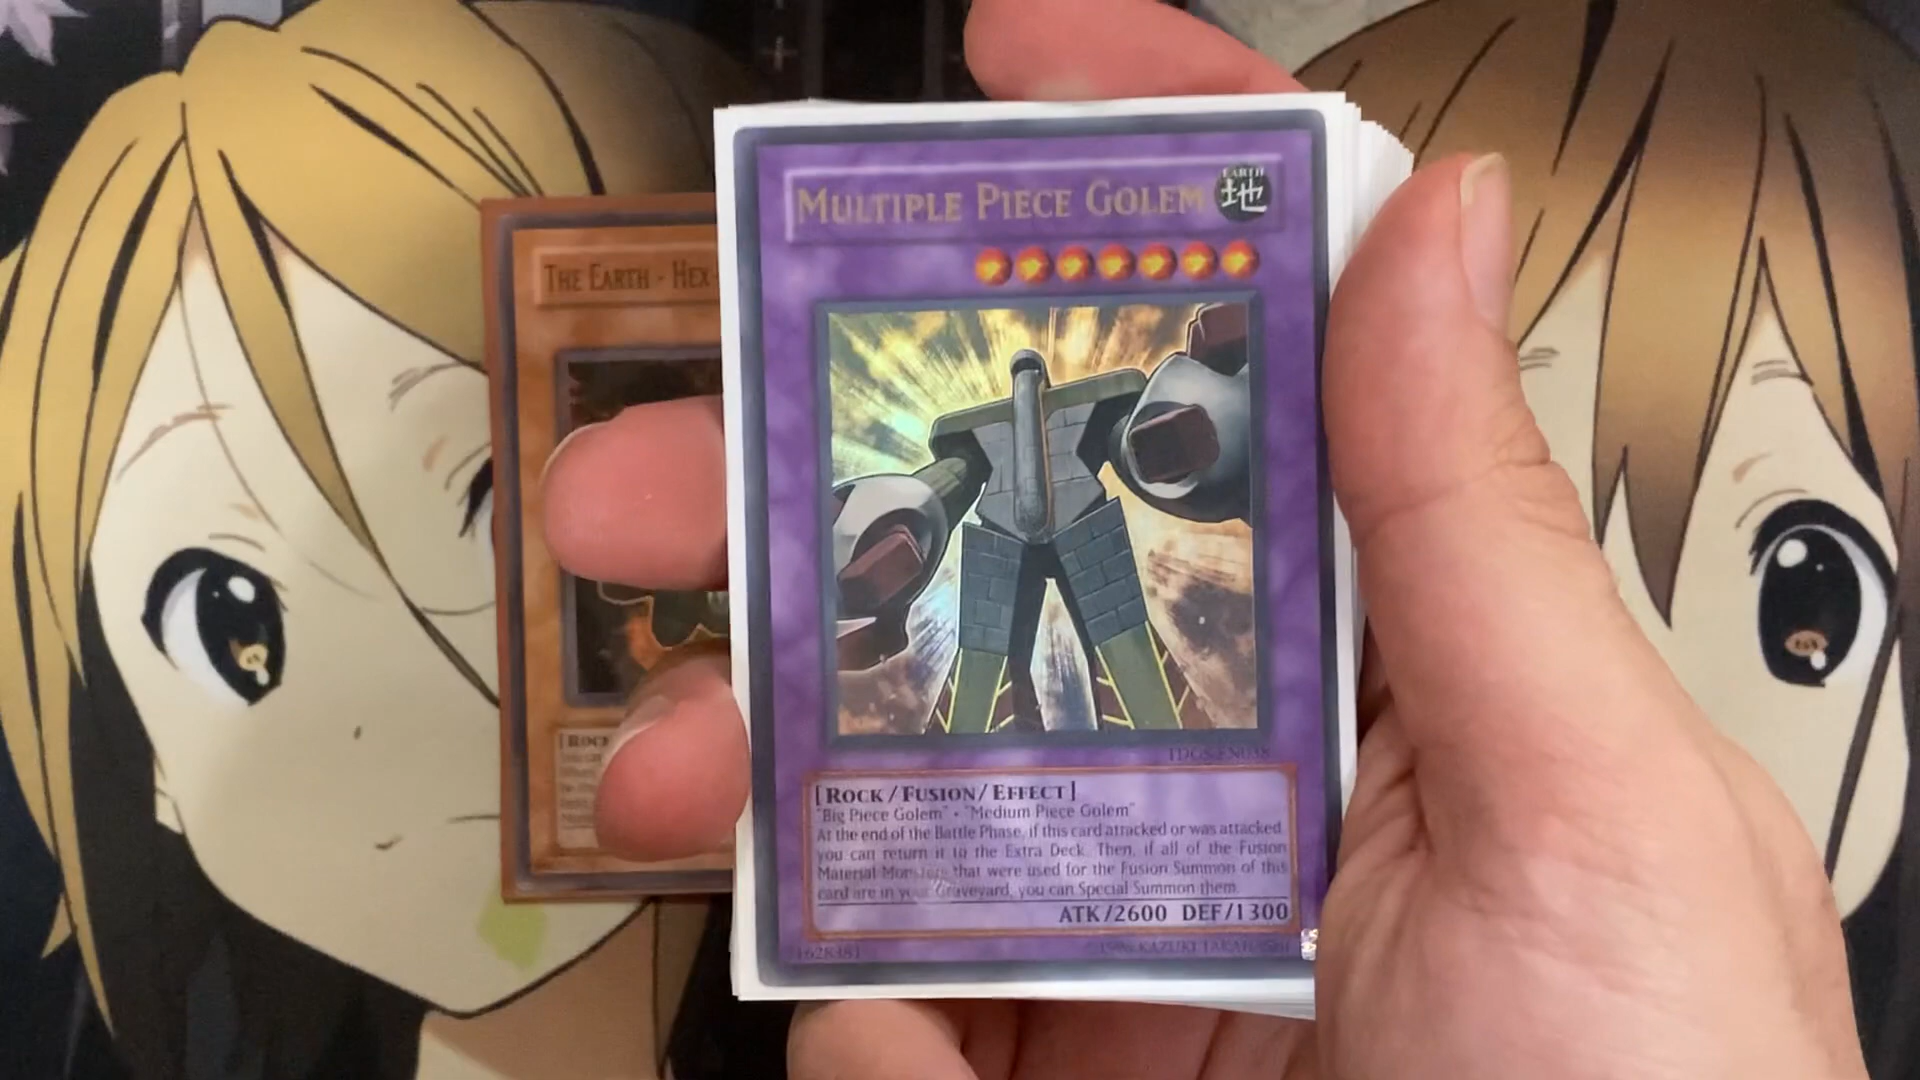 MULTIPLE PIECE GOLEM
EARTH
地
THE EARTH - HEX-
TDGS-EN038
[ROCK/FUSION/EFFECT]
"Big Piece Golem" + "Medium Piece Golem"
At the end of the Battle Phase, if this card attacked or was attacked,
you can return it to the Extra Deck. Then, if all of the Fusion
Material Monsters that were used for the Fusion Summon of this
card are in your Graveyard, you can Special Summon them.
ATK/2600 DEF/1300
[ROCK
©1996 KAZUKI TAKAHASHI